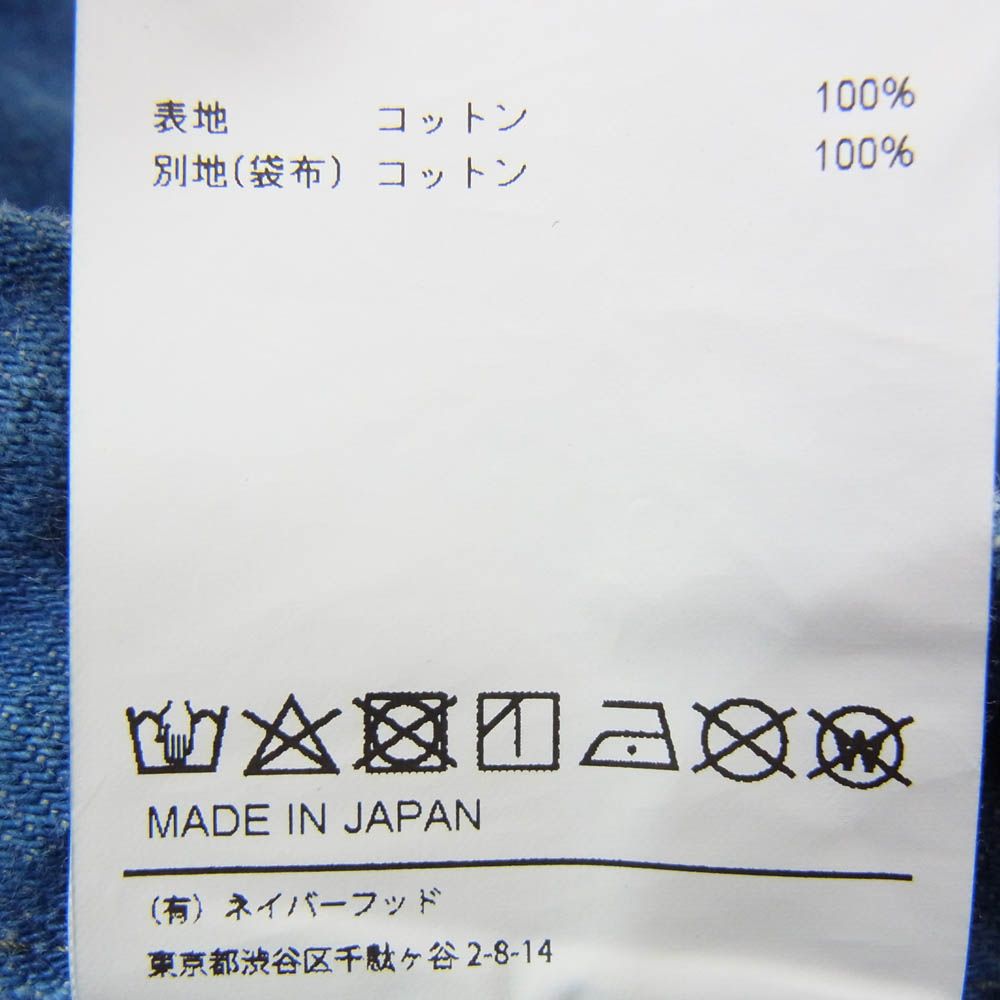 表地 コットン 100%
別地(袋布) コットン 100%
W
MADE IN JAPAN
(有) ネイバーフッド
東京都渋谷区千駄ヶ谷 2-8-14